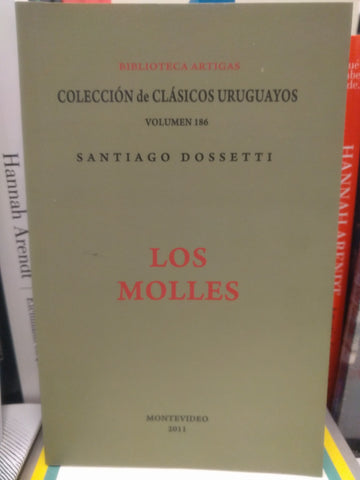 BIBLIOTECA ARTIGAS
COLECCIÓN de CLÁSICOS URUGUAYOS
VOLUMEN 186
SANTIAGO DOSSETTI
LOS
MOLLES
MONTEVIDEO
2011
Hannah Arendt
HANNAH ARENDT